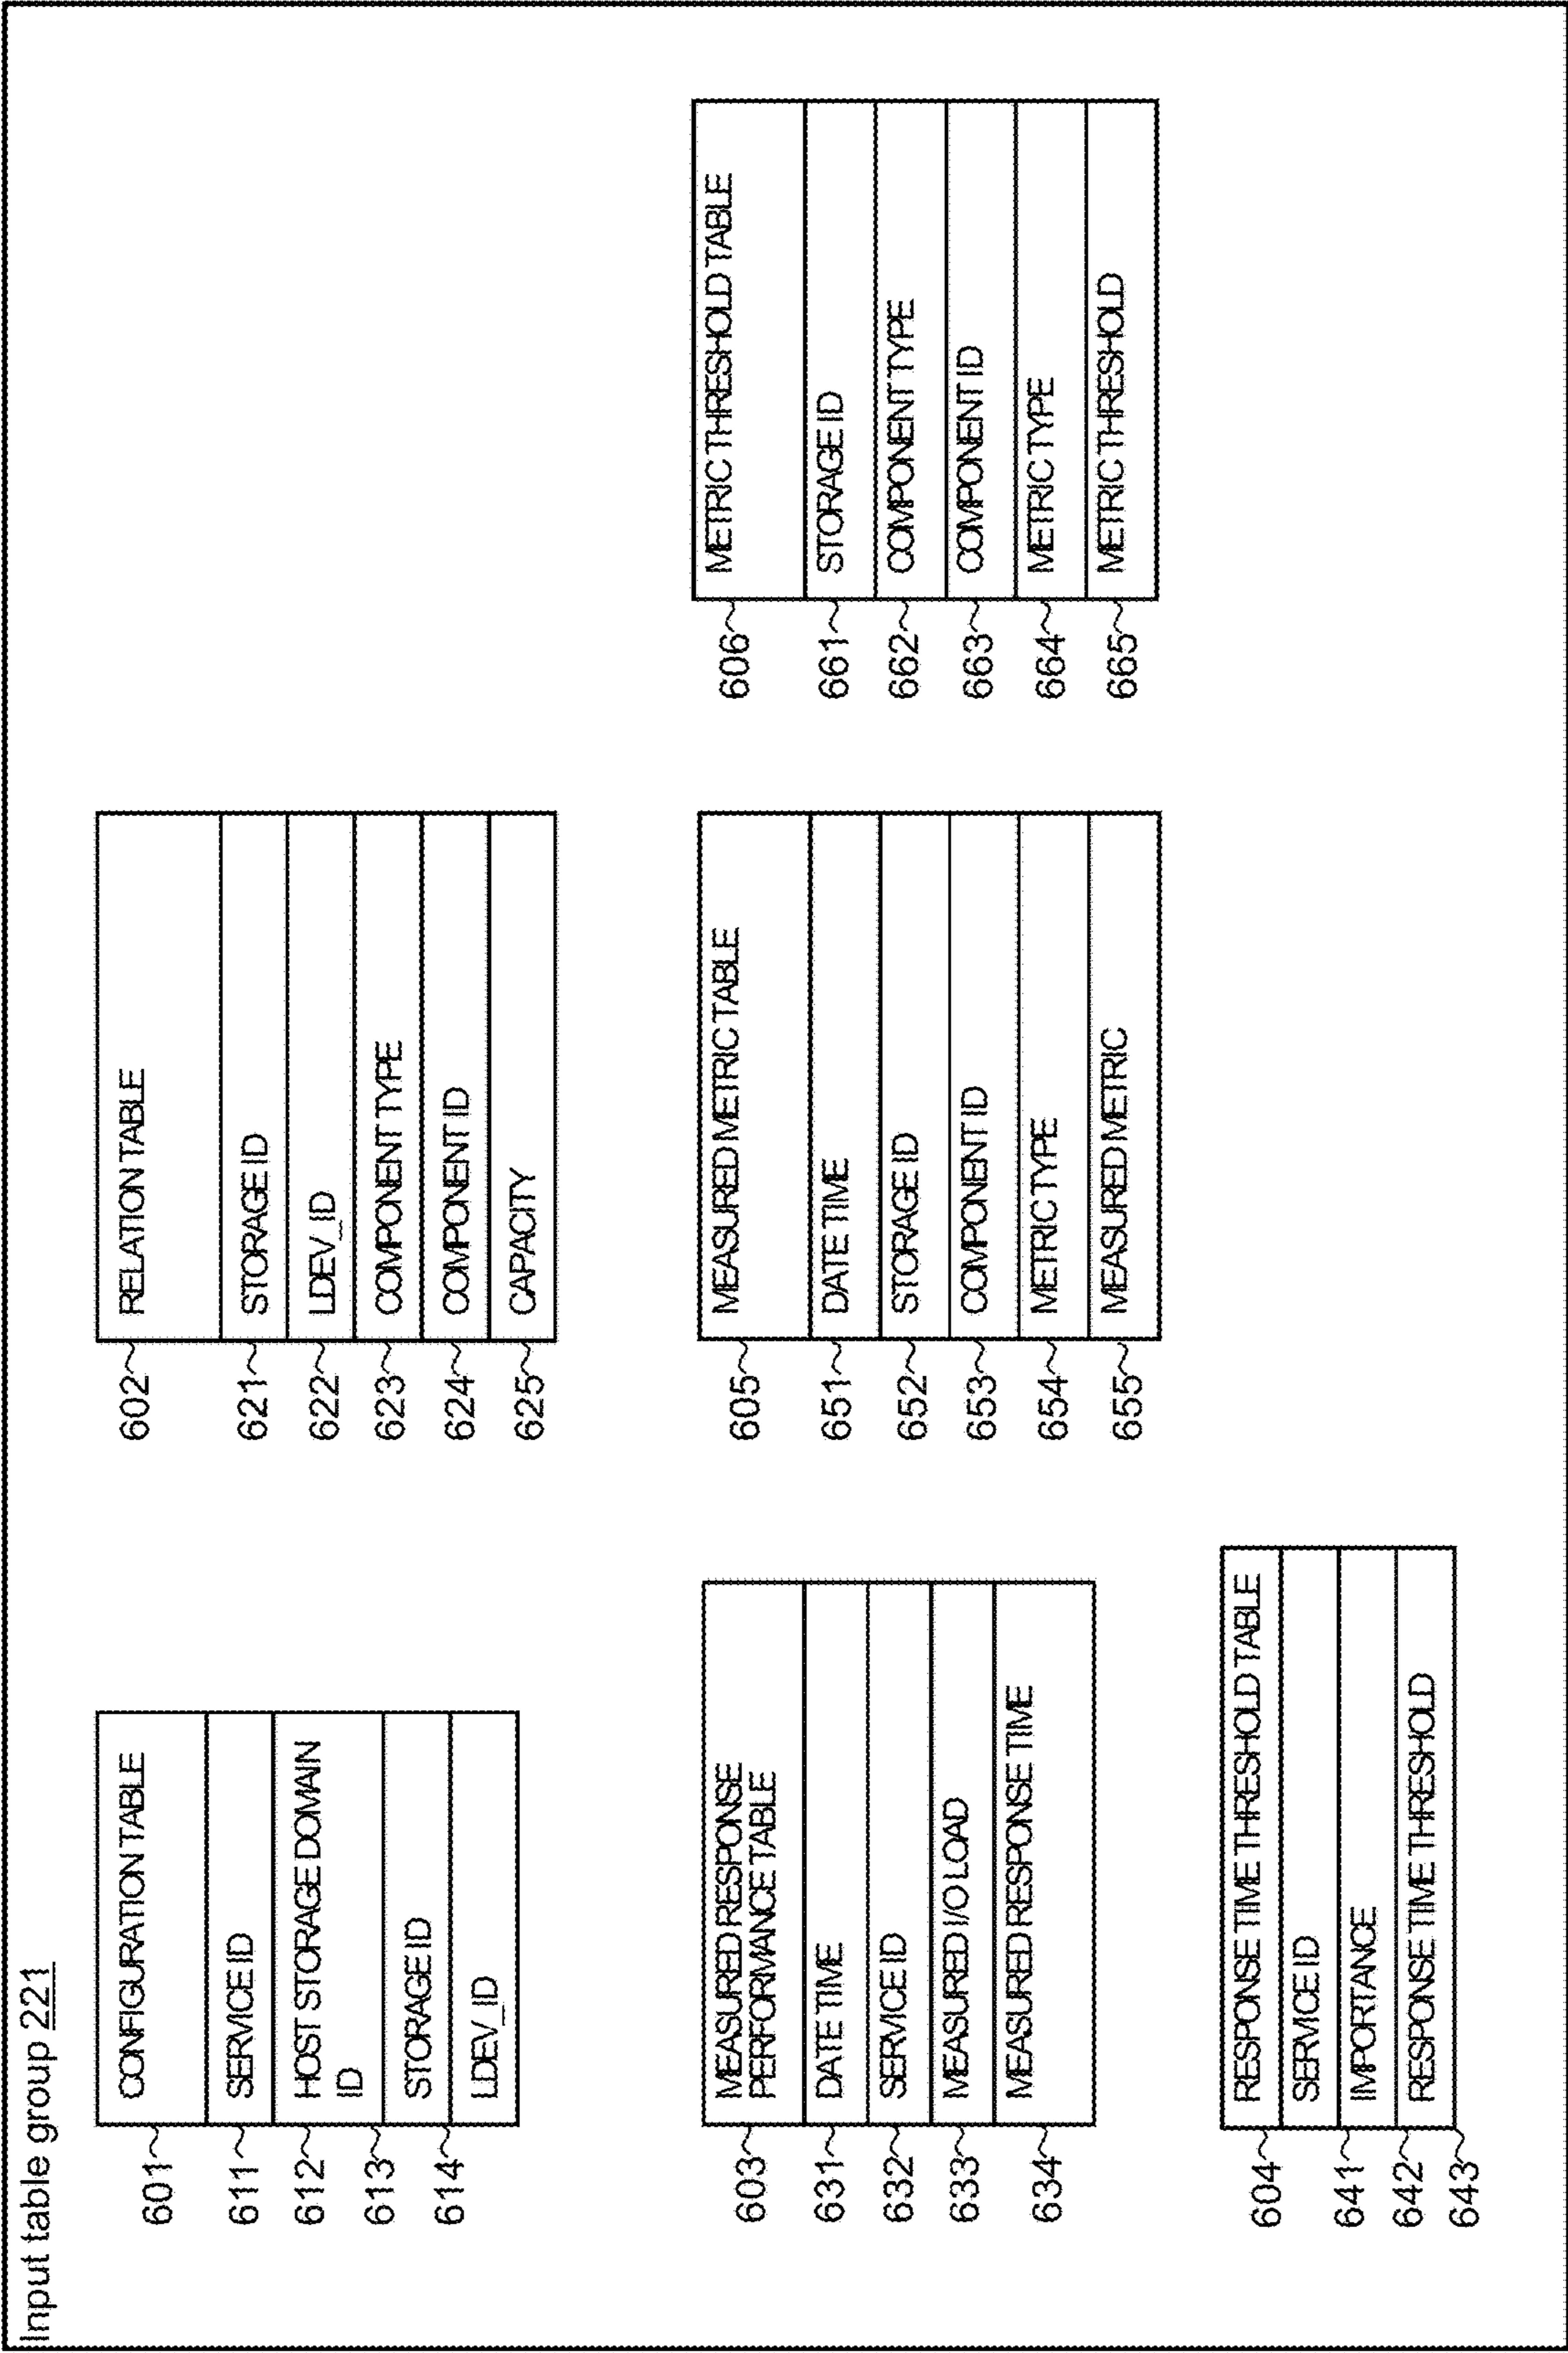 Input table group 221
601
CONFIGURATION TABLE
611
SERVICE ID
612
HOST STORAGE DOMAIN
ID
613
STORAGE ID
614
LDEV_ID
602
RELATION TABLE
621
STORAGE ID
622
LDEV_ID
623
COMPONENT TYPE
624
COMPONENT ID
625
CAPACITY
603
MEASURED RESPONSE
PERFORMANCE TABLE
631
DATE TIME
632
SERVICE ID
633
MEASURED I/O LOAD
634
MEASURED RESPONSE TIME
605
MEASURED METRIC TABLE
651
DATE TIME
652
STORAGE ID
653
COMPONENT ID
654
METRIC TYPE
655
MEASURED METRIC
606
METRIC THRESHOLD TABLE
661
STORAGE ID
662
COMPONENT TYPE
663
COMPONENT ID
664
METRIC TYPE
665
METRIC THRESHOLD
604
RESPONSE TIME THRESHOLD TABLE
641
SERVICE ID
642
IMPORTANCE
643
RESPONSE TIME THRESHOLD